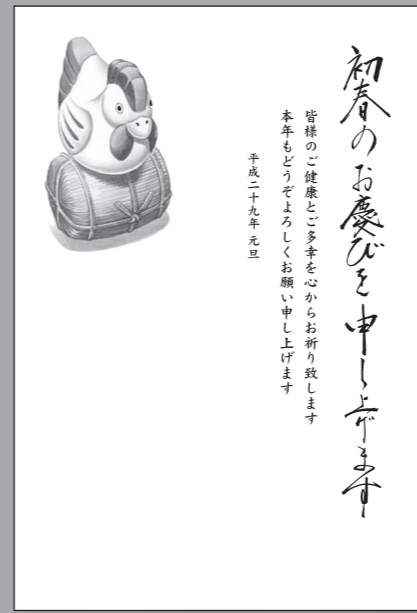 初春のお慶びを申し上げます
皆様のご健康とご多幸を心からお祈り致します
本年もどうぞよろしくお願い申し上げます
平成二十九年 元旦